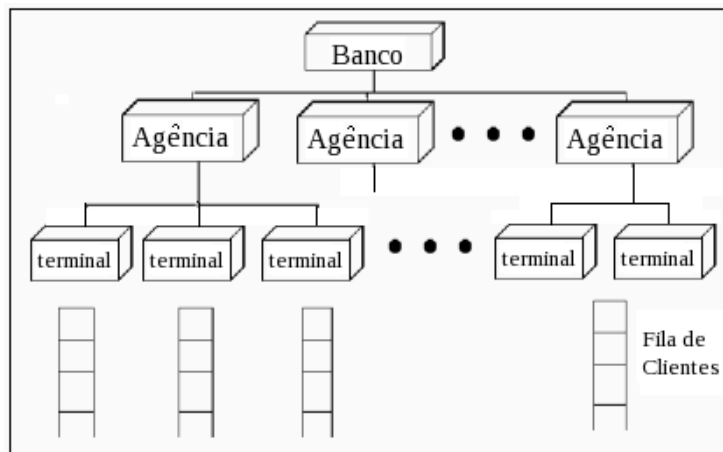 Banco
Agência
Agência
Agência
terminal
terminal
terminal
terminal
terminal
Fila de
Clientes